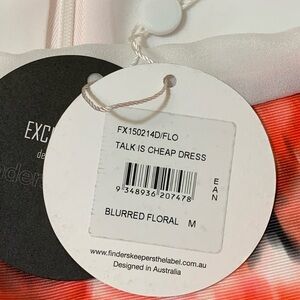 EXC
de
FX150214D/FLO
TALK IS CHEAP DRESS
9 348936 207478
EAN
BLURRED FLORAL M
www.finderskeepersthelabel.com.au
Designed in Australia